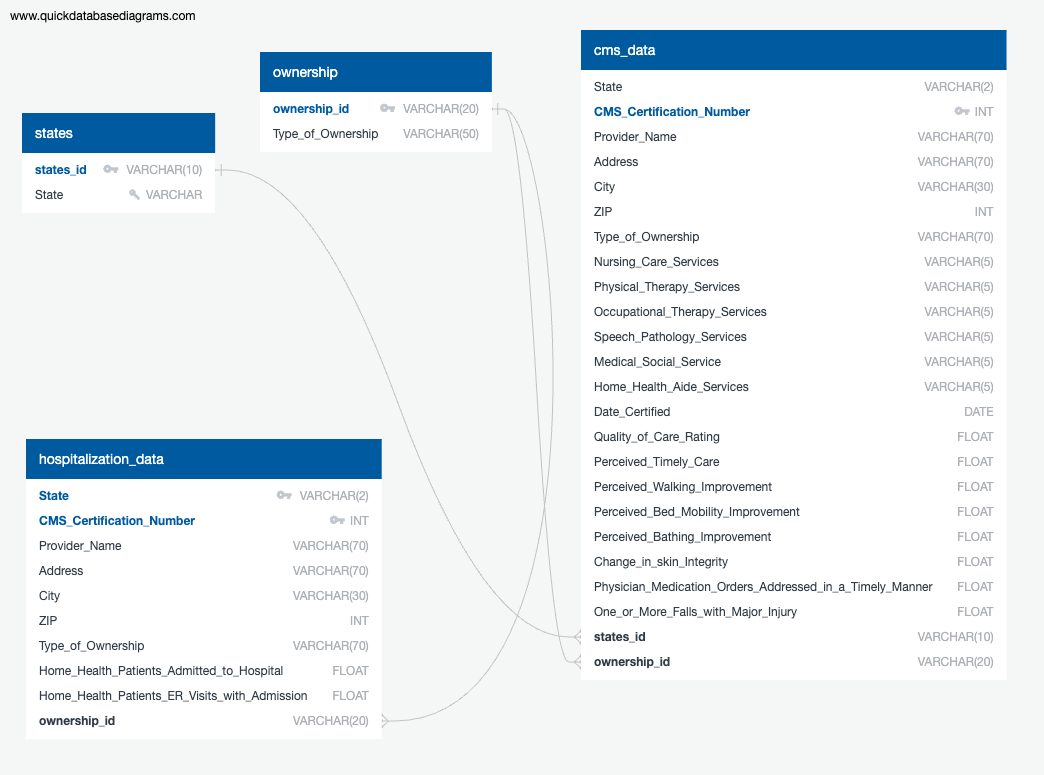 www.quickdatabasediagrams.com
states
states_id VARCHAR(10)
State VARCHAR
ownership
ownership_id VARCHAR(20)
Type_of_Ownership VARCHAR(50)
cms_data
State VARCHAR(2)
CMS_Certification_Number INT
Provider_Name VARCHAR(70)
Address VARCHAR(70)
City VARCHAR(30)
ZIP INT
Type_of_Ownership VARCHAR(70)
Nursing_Care_Services VARCHAR(5)
Physical_Therapy_Services VARCHAR(5)
Occupational_Therapy_Services VARCHAR(5)
Speech_Pathology_Services VARCHAR(5)
Medical_Social_Service VARCHAR(5)
Home_Health_Aide_Services VARCHAR(5)
Date_Certified DATE
Quality_of_Care_Rating FLOAT
Perceived_Timely_Care FLOAT
Perceived_Walking_Improvement FLOAT
Perceived_Bed_Mobility_Improvement FLOAT
Perceived_Bathing_Improvement FLOAT
Change_in_skin_Integrity FLOAT
Physician_Medication_Orders_Addressed_in_a_Timely_Manner FLOAT
One_or_More_Falls_with_Major_Injury FLOAT
states_id VARCHAR(10)
ownership_id VARCHAR(20)
hospitalization_data
State VARCHAR(2)
CMS_Certification_Number INT
Provider_Name VARCHAR(70)
Address VARCHAR(70)
City VARCHAR(30)
ZIP INT
Type_of_Ownership VARCHAR(70)
Home_Health_Patients_Admitted_to_Hospital FLOAT
Home_Health_Patients_ER_Visits_with_Admission FLOAT
ownership_id VARCHAR(20)